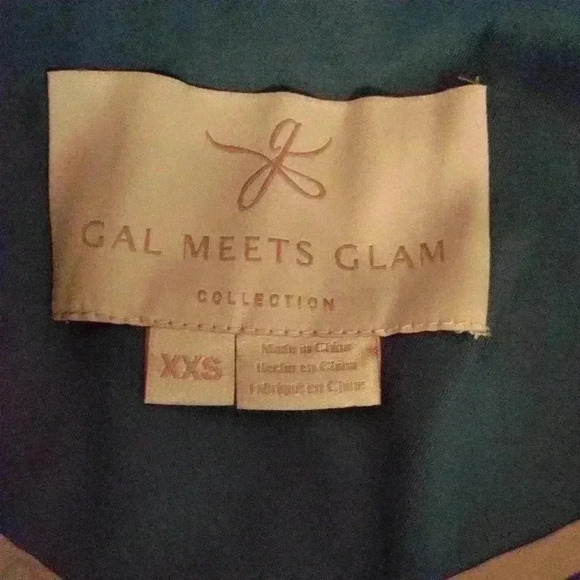 GAL MEETS GLAM
COLLECTION
XXS
Made in China
Hecho en China
Fabriqué en Chine